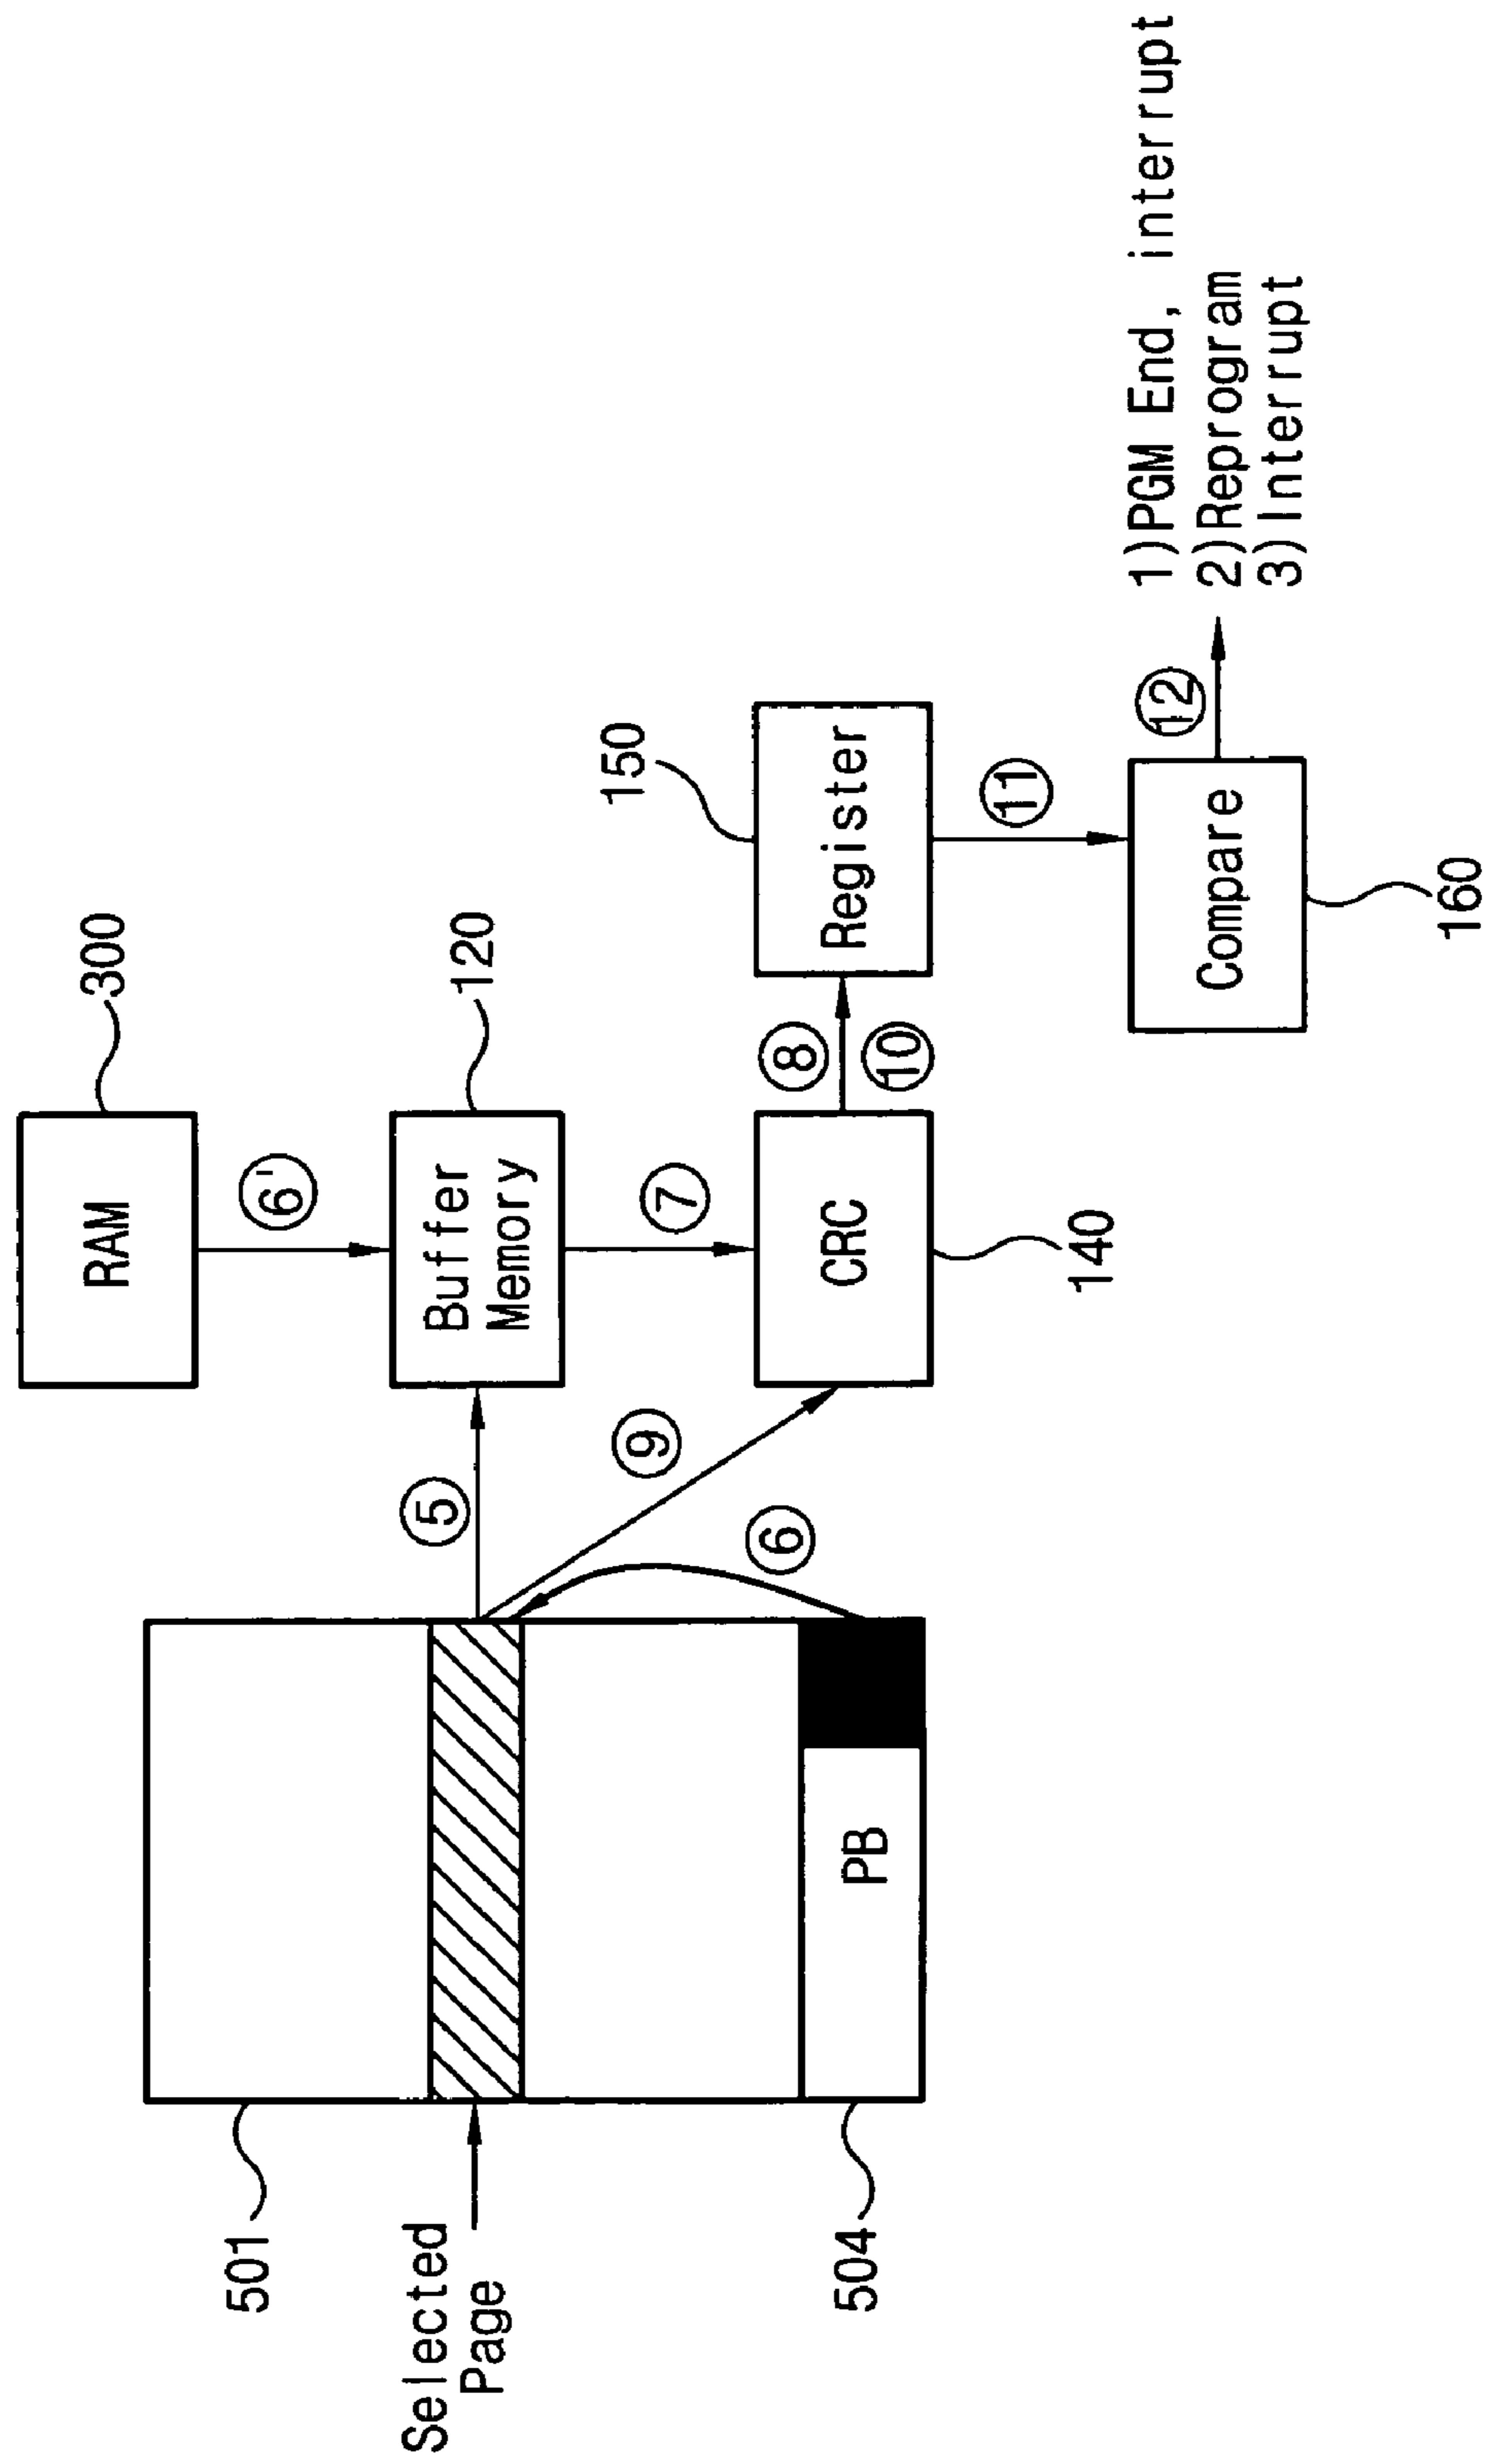 RAM
300
6'
Buffer
Memory
120
501
Selected
Page
5
9
7
CRC
140
8
10
Register
150
6
PB
504
11
Compare
160
12
1)PGM End, interrupt
2)Reprogram
3)Interrupt